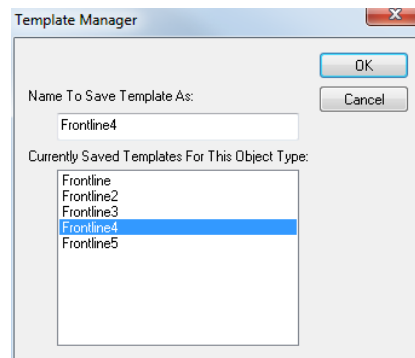 Template Manager
OK
Name To Save Template As:
Cancel
Frontline4
Currently Saved Templates For This Object Type:
Frontline
Frontline2
Frontline3
Frontline4
Frontline5